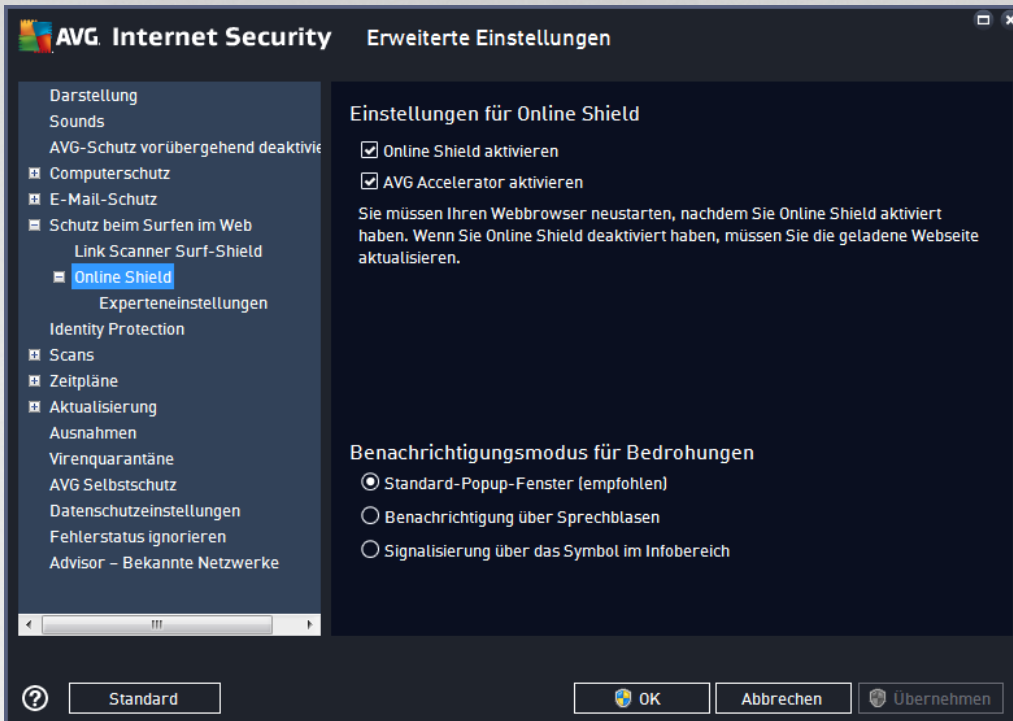 AVG. Internet Security
Erweiterte Einstellungen
Darstellung
Sounds
AVG-Schutz vorübergehend deaktivie
Computerschutz
E-Mail-Schutz
Schutz beim Surfen im Web
Link Scanner Surf-Shield
Online Shield
Experteneinstellungen
Identity Protection
Scans
Zeitpläne
Aktualisierung
Ausnahmen
Virenquarantäne
AVG Selbstschutz
Datenschutzeinstellungen
Fehlerstatus ignorieren
Advisor – Bekannte Netzwerke
Einstellungen für Online Shield
Online Shield aktivieren
AVG Accelerator aktivieren
Sie müssen Ihren Webbrowser neustarten, nachdem Sie Online Shield aktiviert
haben. Wenn Sie Online Shield deaktiviert haben, müssen Sie die geladene Webseite
aktualisieren.
Benachrichtigungsmodus für Bedrohungen
Standard-Popup-Fenster (empfohlen)
Benachrichtigung über Sprechblasen
Signalisierung über das Symbol im Infobereich
Standard
OK
Abbrechen
Übernehmen